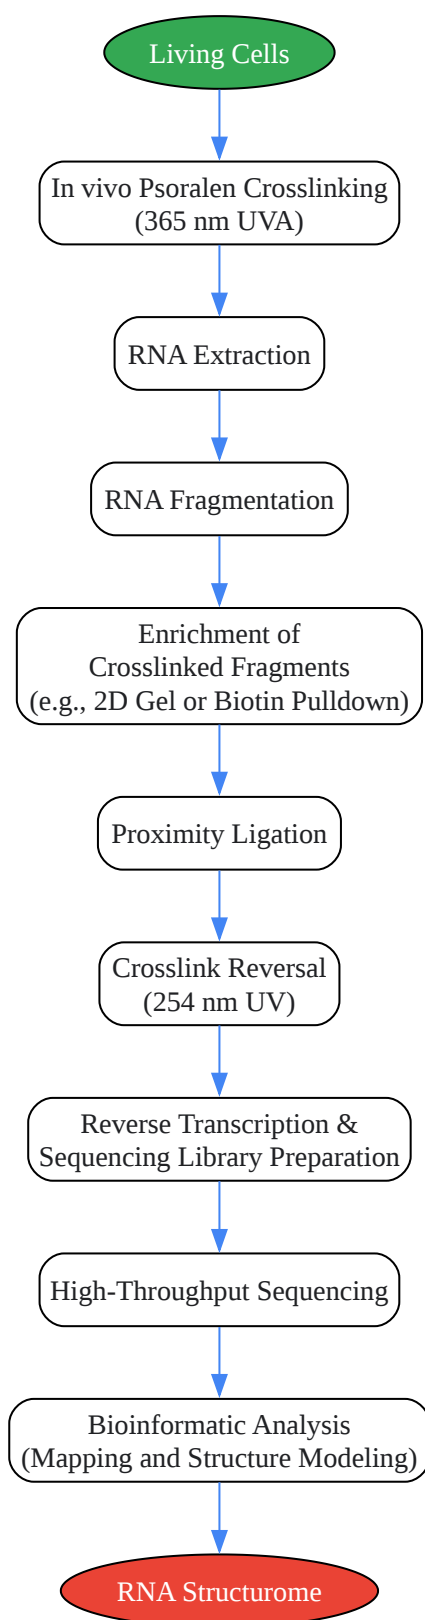 Living Cells
In vivo Psoralen Crosslinking
(365 nm UVA)
RNA Extraction
RNA Fragmentation
Enrichment of
Crosslinked Fragments
(e.g., 2D Gel or Biotin Pulldown)
Proximity Ligation
Crosslink Reversal
(254 nm UV)
Reverse Transcription &
Sequencing Library Preparation
High-Throughput Sequencing
Bioinformatic Analysis
(Mapping and Structure Modeling)
RNA Structurome